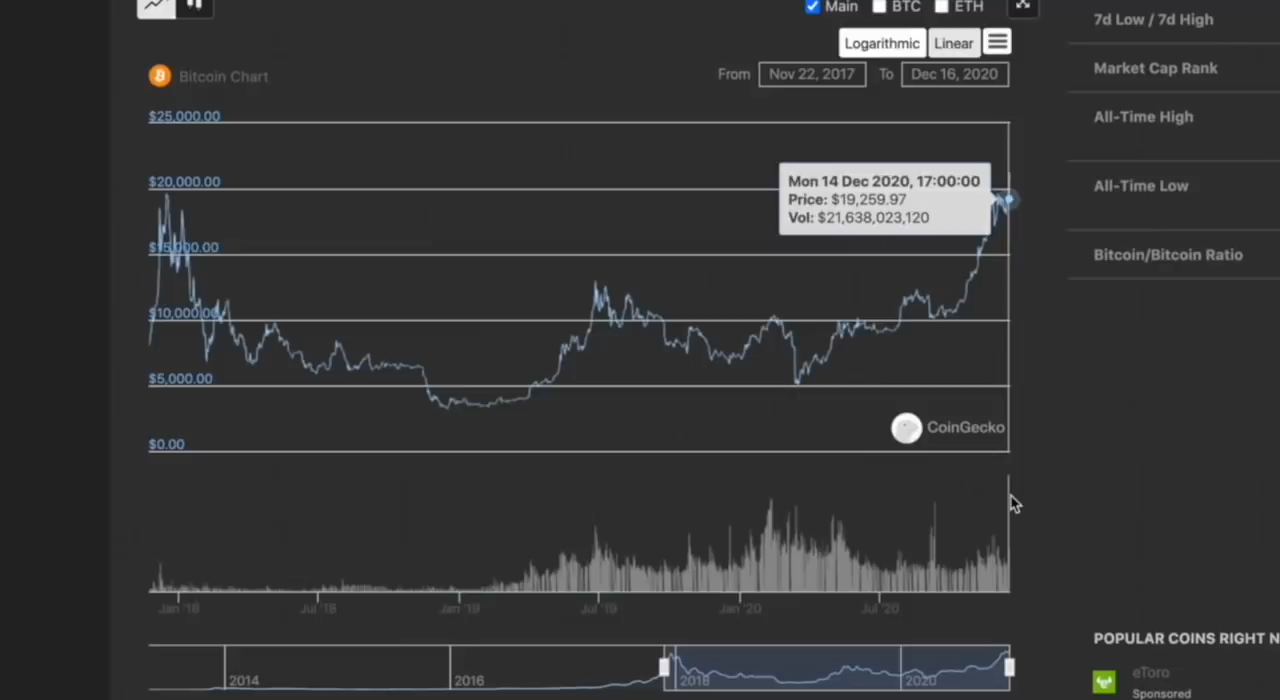 Main BTC ETH
7d Low / 7d High
Logarithmic Linear
Market Cap Rank
Bitcoin Chart
From Nov 22, 2017 To Dec 16, 2020
All-Time High
$25,000.00
$20,000.00
Mon 14 Dec 2020, 17:00:00
Price: $19,259.97
Vol: $21,638,023,120
All-Time Low
$15,000.00
Bitcoin/Bitcoin Ratio
$10,000.00
$5,000.00
CoinGecko
$0.00
Jan '18 Jul '18 Jan '19 Jul '19 Jan '20 Jul '20
POPULAR COINS RIGHT N
2014 2016 2018 2020
eToro
Sponsored